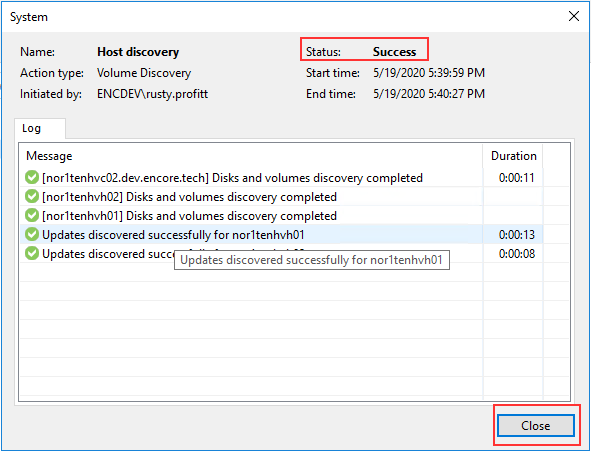 System
Name: Host discovery Status: Success
Action type: Volume Discovery Start time: 5/19/2020 5:39:59 PM
Initiated by: ENCDEV\rusty.profitt End time: 5/19/2020 5:40:27 PM
Log
Message Duration
[nor1tenhvc02.dev.encore.tech] Disks and volumes discovery completed 0:00:11
[nor1tenhvh02] Disks and volumes discovery completed
[nor1tenhvh01] Disks and volumes discovery completed
Updates discovered successfully for nor1tenhvh01 0:00:13
Updates discovered succ 0:00:08
Updates discovered successfully for nor1tenhvh01
Close